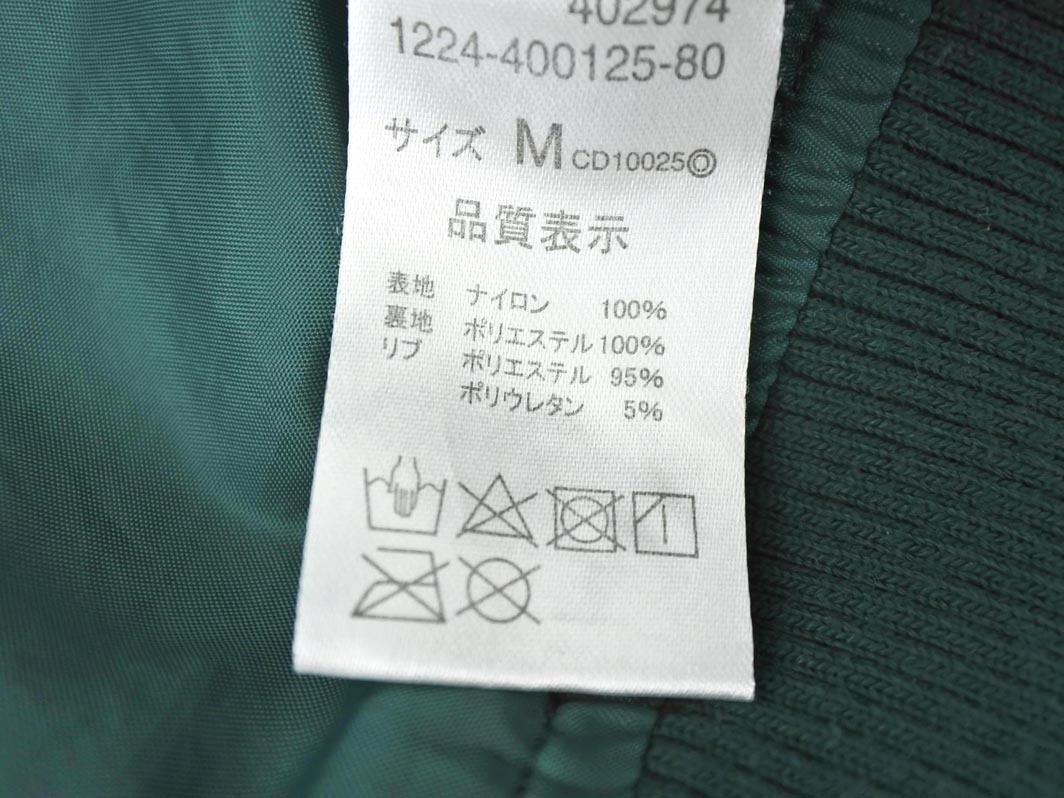 402974
1224-400125-80
サイズ M CD10025◎
品質表示
表地 ナイロン 100%
裏地 ポリエステル 100%
リブ ポリエステル 95%
ポリウレタン 5%